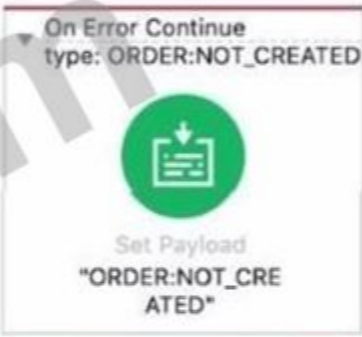 On Error Continue
type: ORDER:NOT_CREATED
Set Payload
"ORDER:NOT_CRE
ATED"